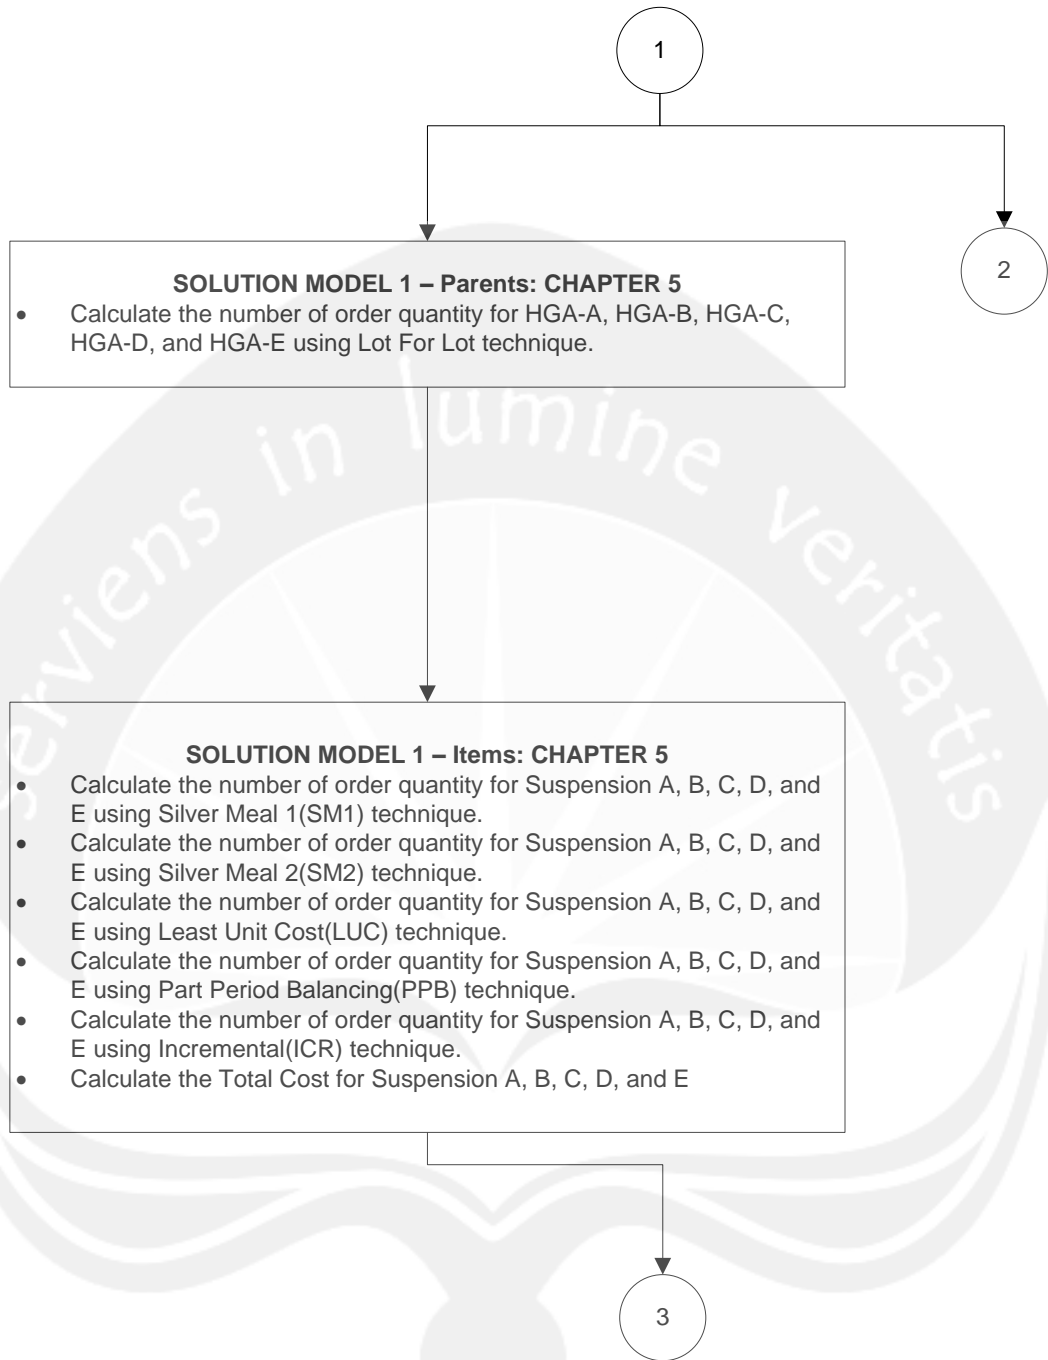 1
2
SOLUTION MODEL 1 – Parents: CHAPTER 5
• Calculate the number of order quantity for HGA-A, HGA-B, HGA-C,
HGA-D, and HGA-E using Lot For Lot technique.
serviens in lumine veritatis
SOLUTION MODEL 1 – Items: CHAPTER 5
• Calculate the number of order quantity for Suspension A, B, C, D, and
E using Silver Meal 1(SM1) technique.
• Calculate the number of order quantity for Suspension A, B, C, D, and
E using Silver Meal 2(SM2) technique.
• Calculate the number of order quantity for Suspension A, B, C, D, and
E using Least Unit Cost(LUC) technique.
• Calculate the number of order quantity for Suspension A, B, C, D, and
E using Part Period Balancing(PPB) technique.
• Calculate the number of order quantity for Suspension A, B, C, D, and
E using Incremental(ICR) technique.
• Calculate the Total Cost for Suspension A, B, C, D, and E
3